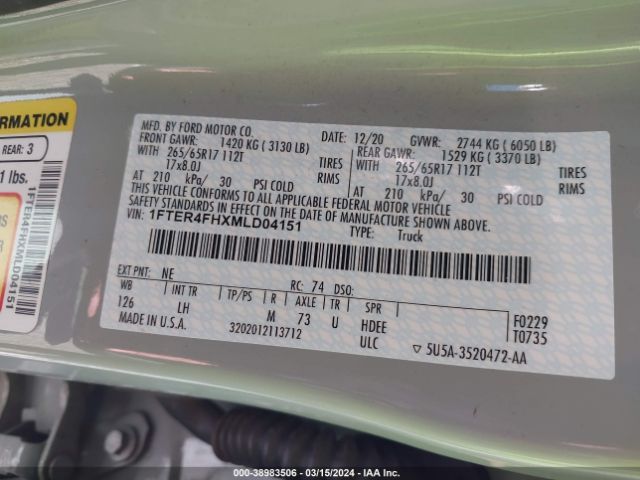 RMATION
REAR: 3
1 lbs.
RS
1FTER4FHXMLD04151
MFD. BY FORD MOTOR CO.
12/20 GVWR: 2744 KG ( 6050 LB)
FRONT GAWR: 1420 KG ( 3130 LB)
REAR GAWR: 1529 KG ( 3370 LB)
WITH 265/65R17 112T TIRES
WITH 265/65R17 112T TIRES
17x8.0J RIMS
17x8.0J RIMS
AT 210 kPa/ 30 PSI COLD
AT 210 kPa/ 30 PSI COLD
THIS VEHICLE CONFORMS TO ALL APPLICABLE FEDERAL MOTOR VEHICLE
SAFETY STANDARDS IN EFFECT ON THE DATE OF MANUFACTURE SHOWN ABOVE.
VIN: 1FTER4FHXMLD04151
TYPE: Truck
EXT PNT: NE RC: 74 DSO:
WB INT TR TP/PS R AXLE TR SPR
126 LH M 73 U HDEE
F0229
T0735
MADE IN U.S.A. 3202012113712 ULC
▽ 5U5A-3520472-AA
000-38983506 - 03/15/2024 - IAA Inc.